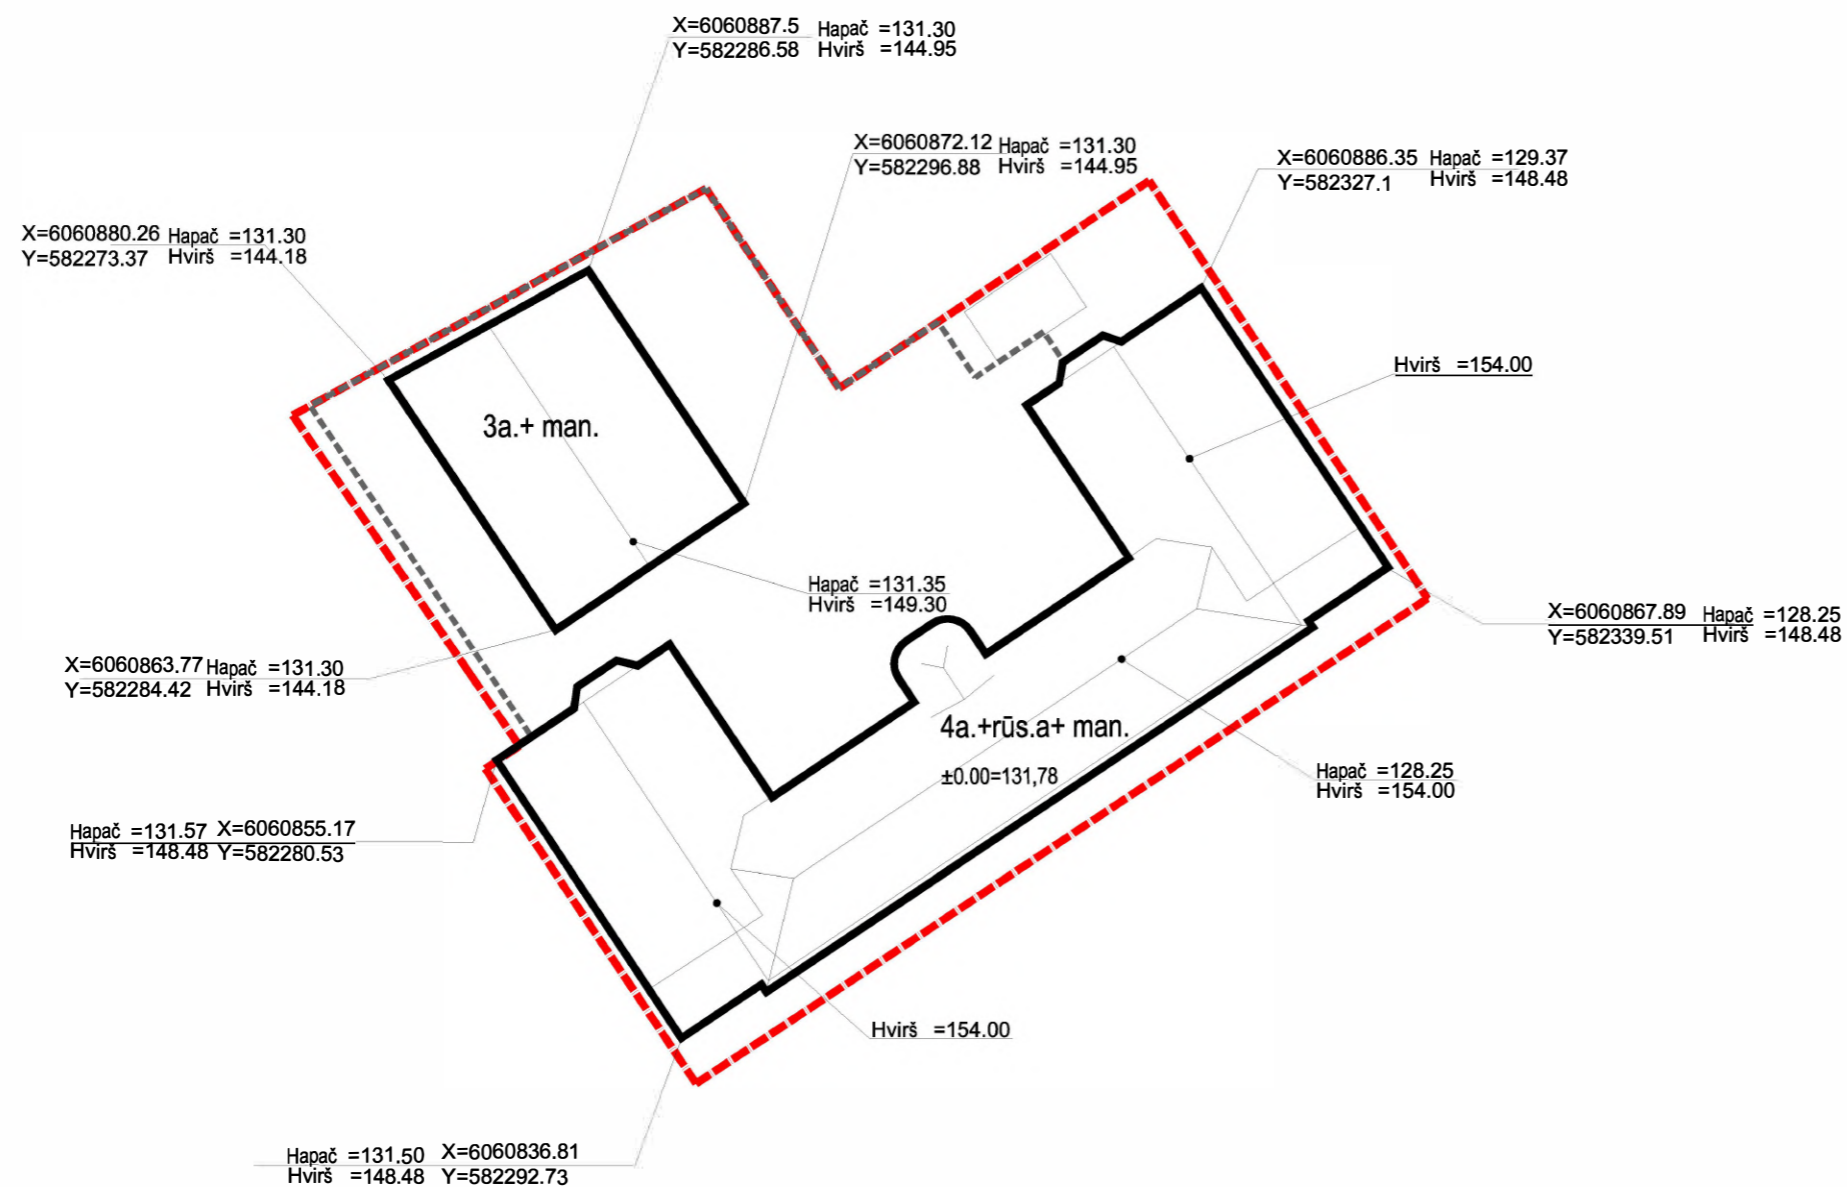 X=6060887.5 Hapač =131.30
Y=582286.58 Hvirš =144.95
X=6060872.12 Hapač =131.30
Y=582296.88 Hvirš =144.95
X=6060886.35 Hapač =129.37
Y=582327.1 Hvirš =148.48
X=6060880.26 Hapač =131.30
Y=582273.37 Hvirš =144.18
Hvirš =154.00
3a.+ man.
Hapač =131.35
Hvirš =149.30
X=6060867.89 Hapač =128.25
Y=582339.51 Hvirš =148.48
X=6060863.77 Hapač =131.30
Y=582284.42 Hvirš =144.18
4a.+rūs.a+ man.
±0.00=131,78
Hapač =128.25
Hvirš =154.00
Hapač =131.57 X=6060855.17
Hvirš =148.48 Y=582280.53
Hvirš =154.00
Hapač =131.50 X=6060836.81
Hvirš =148.48 Y=582292.73